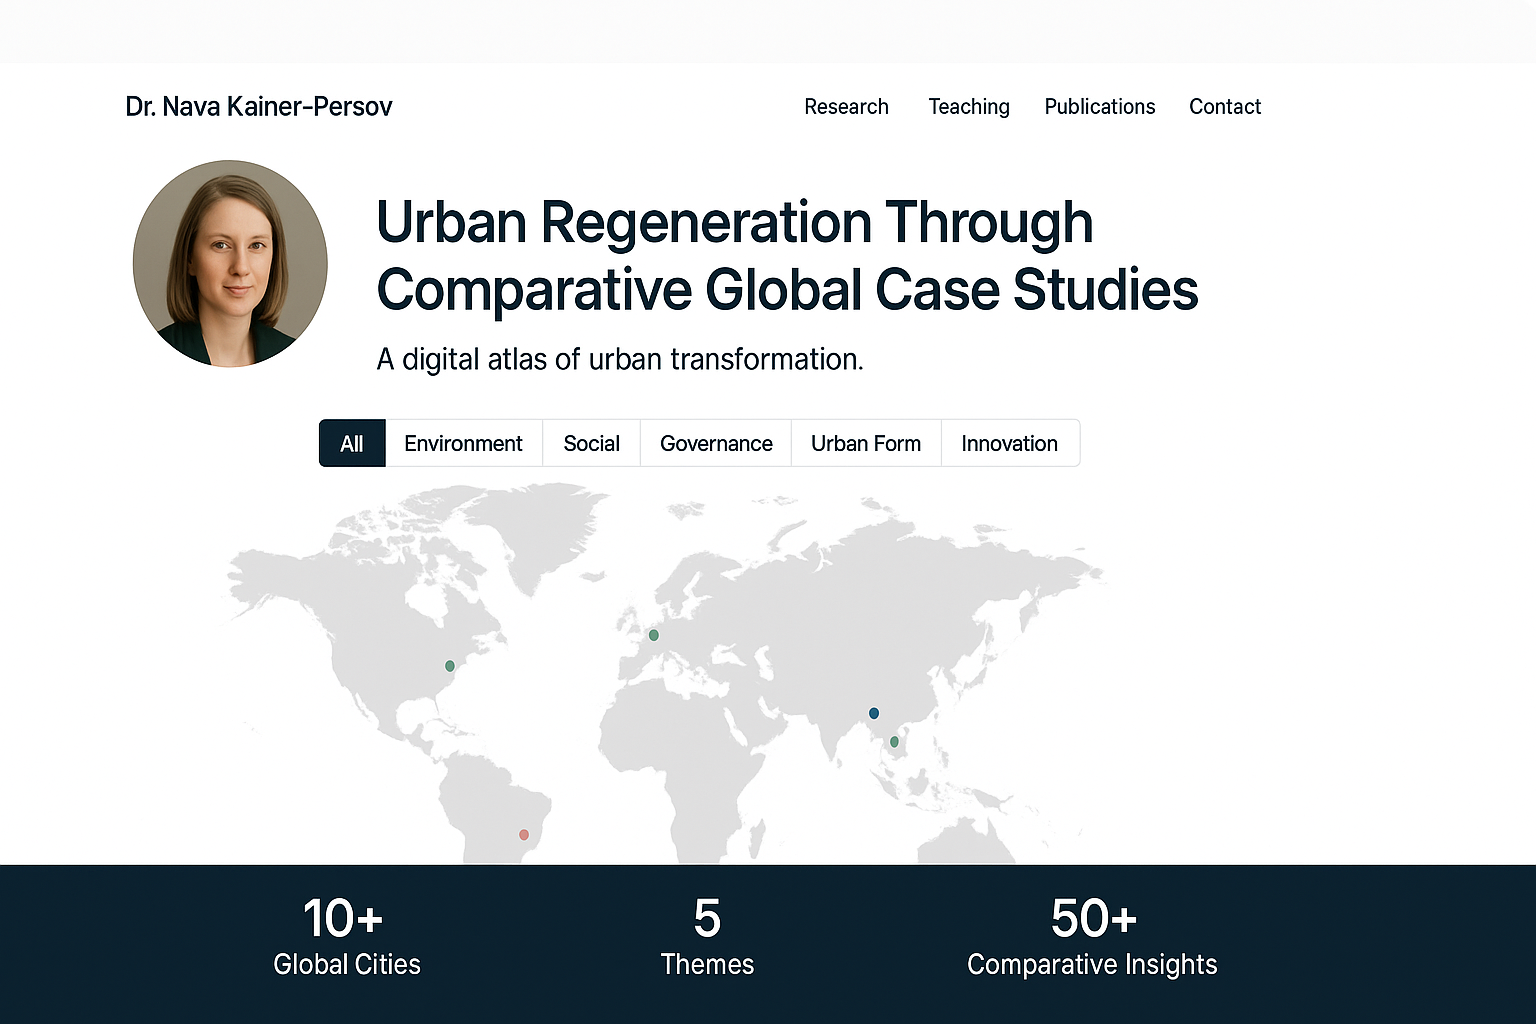 Dr. Nava Kainer-Persov
Research Teaching Publications Contact
Urban Regeneration Through
Comparative Global Case Studies
A digital atlas of urban transformation.
All Environment Social Governance Urban Form Innovation
10+ 5 50+
Global Cities Themes Comparative Insights